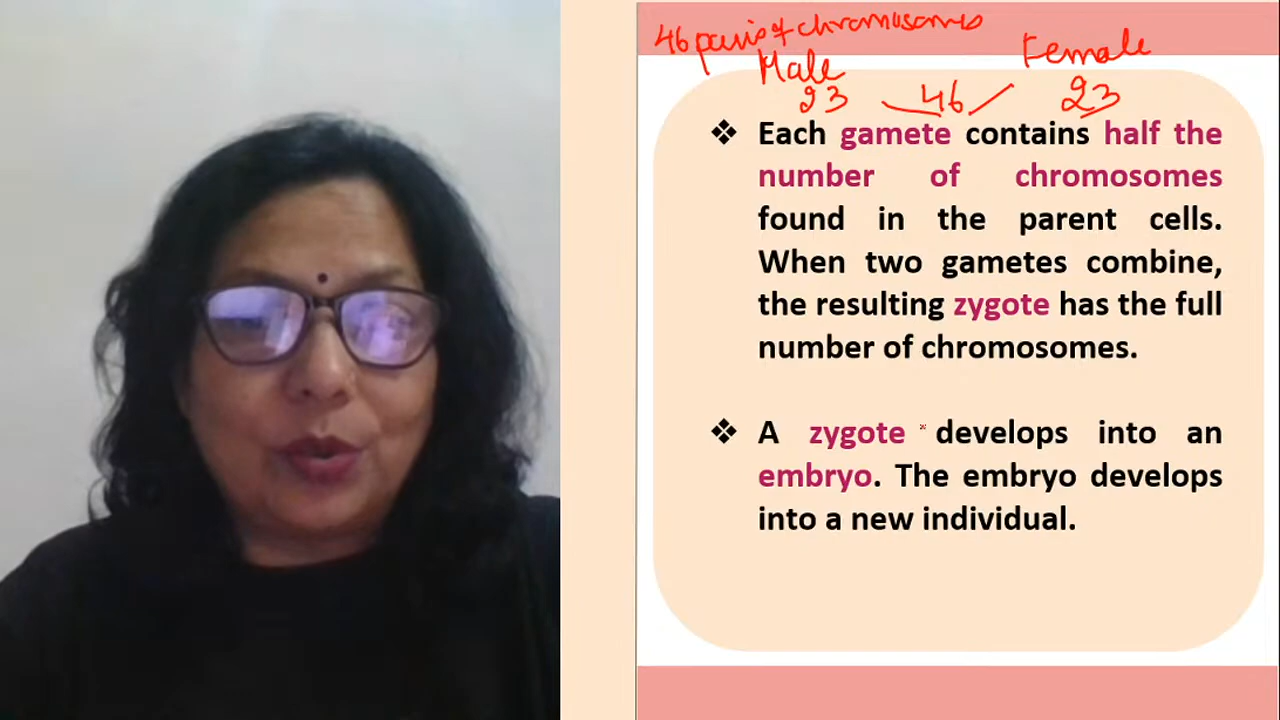 46 pairs of chromosomes
Male Female
23 46 23
❖ Each gamete contains half the
number of chromosomes
found in the parent cells.
When two gametes combine,
the resulting zygote has the full
number of chromosomes.
❖ A zygote develops into an
embryo. The embryo develops
into a new individual.